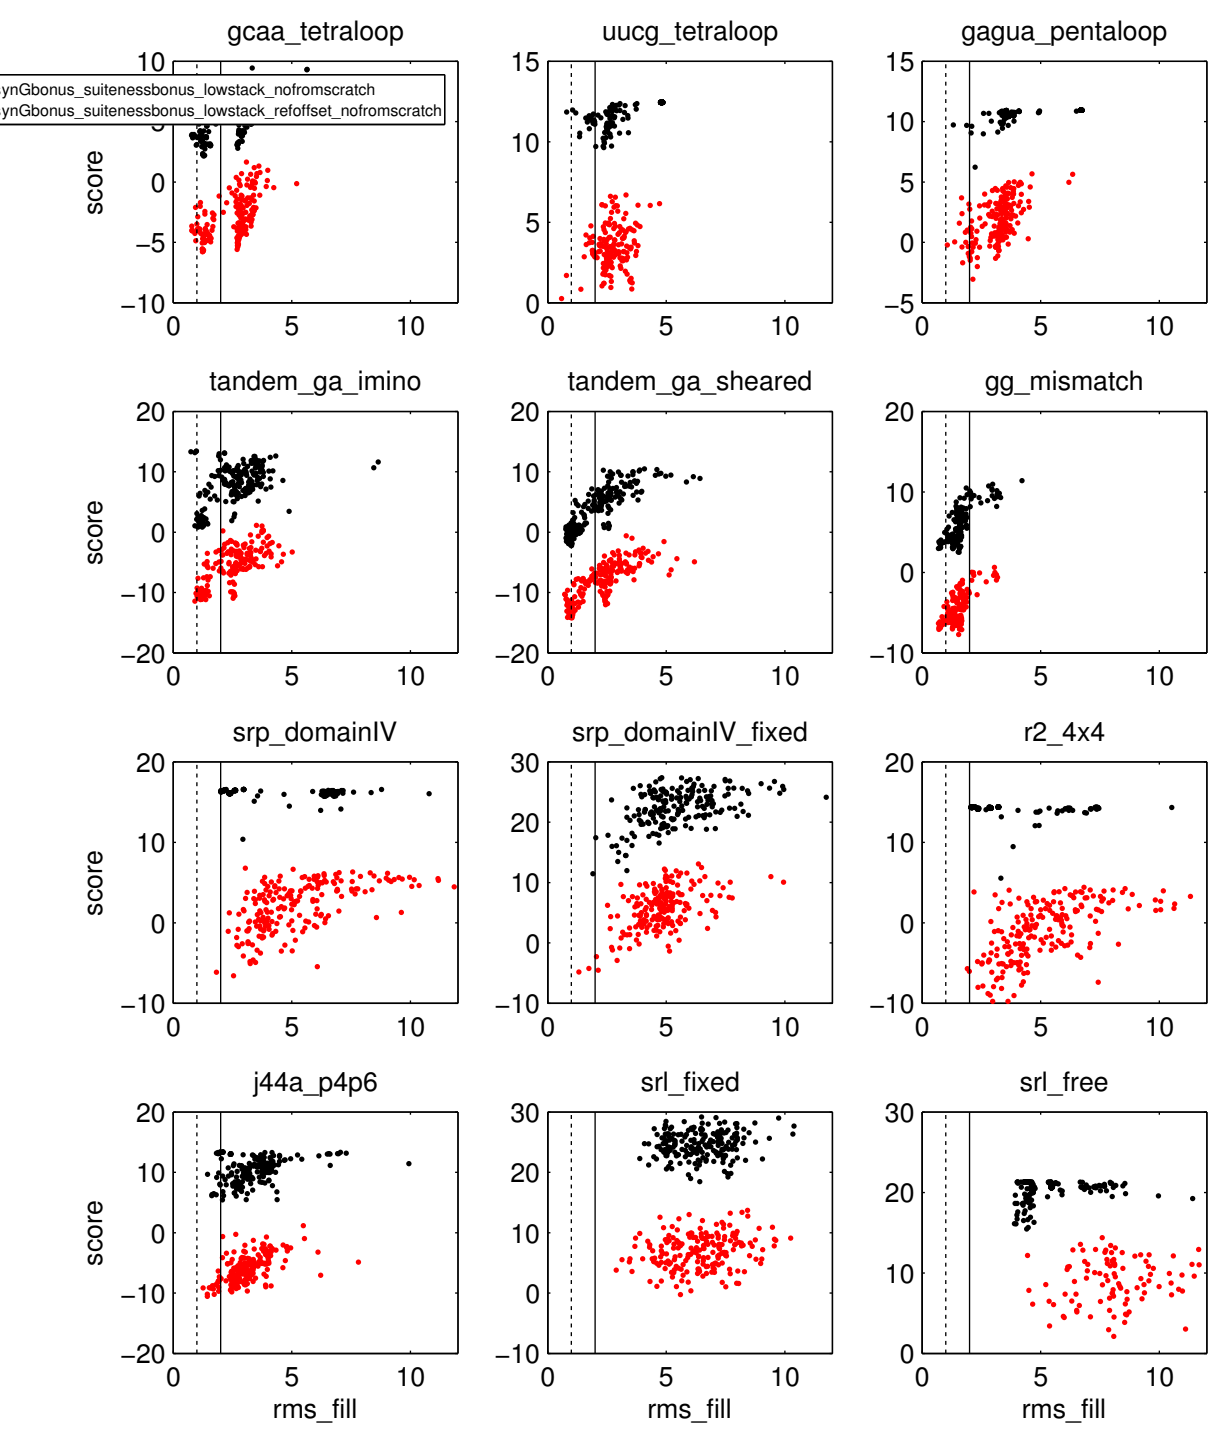 gcaa_tetraloop uucg_tetraloop gagua_pentaloop
10 5 0 −5 −10
score
0 5 10
synGbonus_suitenessbonus_lowstack_nofromscratch
synGbonus_suitenessbonus_lowstack_refoffset_nofromscratch
15 10 5 0
0 5 10
15 10 5 0 −5
0 5 10
tandem_ga_imino tandem_ga_sheared gg_mismatch
20 10 0 −10 −20
score
0 5 10
20 10 0 −10 −20
0 5 10
20 10 0 −10
0 5 10
srp_domainIV srp_domainIV_fixed r2_4x4
20 10 0 −10
score
0 5 10
30 20 10 0 −10
0 5 10
20 10 0 −10
0 5 10
j44a_p4p6 srl_fixed srl_free
20 10 0 −10 −20
score
0 5 10
rms_fill
30 20 10 0 −10
0 5 10
rms_fill
30 20 10 0
0 5 10
rms_fill